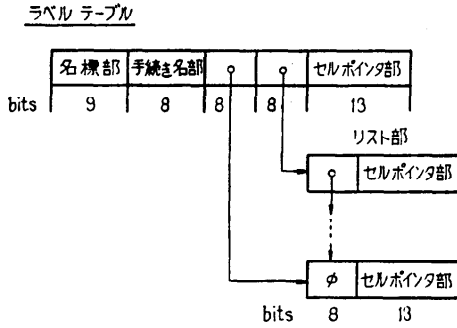 ラベル テーブル
名標部 手続き名部 セルポインタ部
bits 9 8 8 8 13
リスト部
セルポインタ部
φ セルポインタ部
bits 8 13